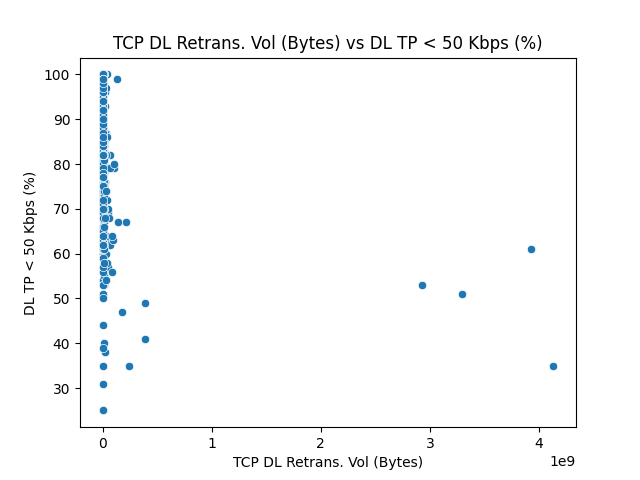 TCP DL Retrans. Vol (Bytes) vs DL TP < 50 Kbps (%)
100
90
80
70
60
50
40
30
DL TP < 50 Kbps (%)
0 1 2 3 4
1e9
TCP DL Retrans. Vol (Bytes)